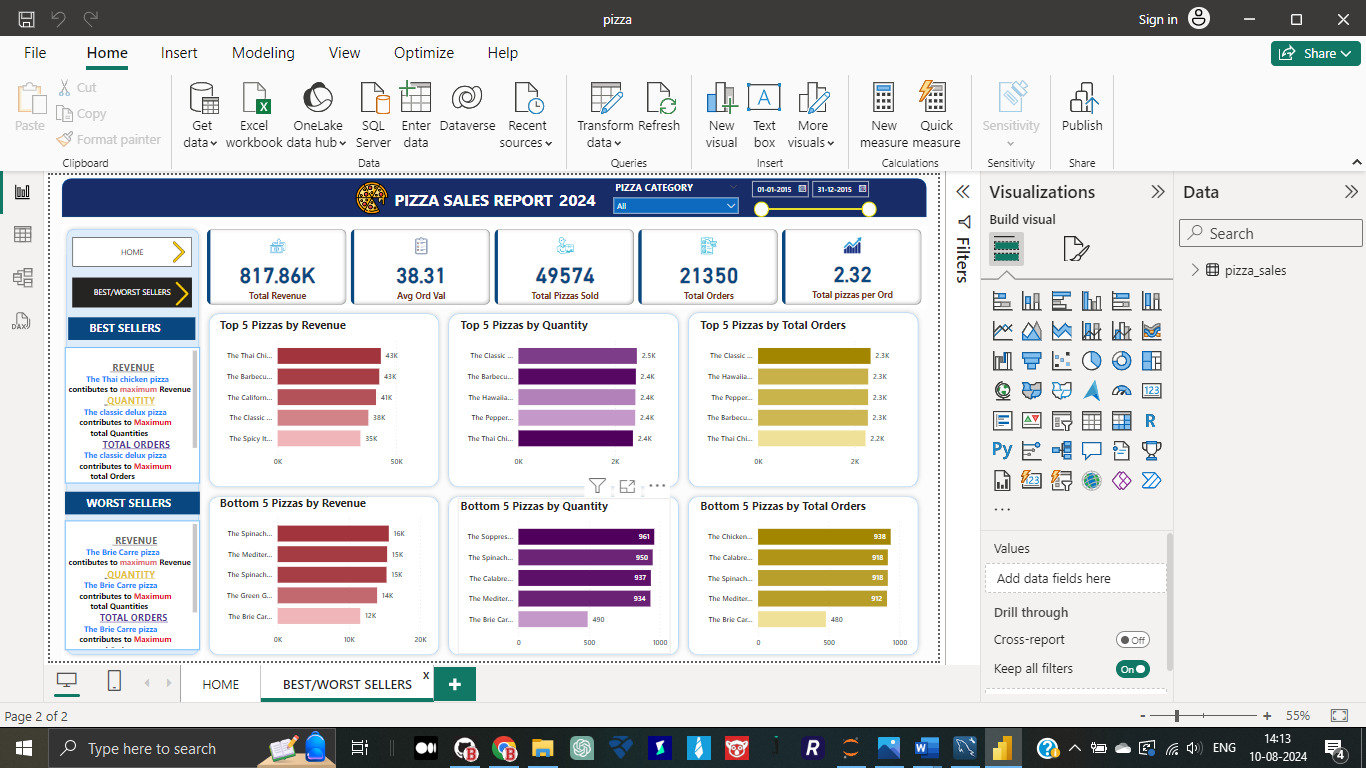 pizza
Sign in
File Home Insert Modeling View Optimize Help
Share
Paste
Cut
Copy
Format painter
Clipboard
Get data
Excel workbook
OneLake data hub
SQL Server
Enter data
Dataverse
Recent sources
Data
Transform data
Refresh
Queries
New visual
Text box
More visuals
Insert
New measure
Quick measure
Calculations
Sensitivity
Sensitivity
Publish
Share
PIZZA SALES REPORT 2024
PIZZA CATEGORY
All
01-01-2015
31-12-2015
HOME
BEST/WORST SELLERS
817.86K
Total Revenue
38.31
Avg Ord Val
49574
Total Pizzas Sold
21350
Total Orders
2.32
Total pizzas per Ord
BEST SELLERS
REVENUE
The Thai chicken pizza
contibutes to maximum Revenue
QUANTITY
The classic delux pizza
contributes to Maximum
total Quantities
TOTAL ORDERS
The classic delux pizza
contributes to Maximum
total Orders
WORST SELLERS
REVENUE
The Brie Carre pizza
contributes to maximum Revenue
QUANTITY
The Brie Carre pizza
contributes to Maximum
total Quantities
TOTAL ORDERS
The Brie Carre pizza
contributes to Maximum
Top 5 Pizzas by Revenue
The Thai Chi... 43K
The Barbecu... 43K
The Californ... 41K
The Classic ... 38K
The Spicy It... 35K
0K 50K
Top 5 Pizzas by Quantity
The Classic ... 2.5K
The Barbecu... 2.4K
The Hawaiia... 2.4K
The Pepper... 2.4K
The Thai Chi... 2.4K
0K 2K
Top 5 Pizzas by Total Orders
The Classic ... 2.3K
The Hawaiia... 2.3K
The Pepper... 2.3K
The Barbecu... 2.3K
The Thai Chi... 2.2K
0K 2K
Bottom 5 Pizzas by Revenue
The Spinach... 16K
The Mediter... 15K
The Spinach... 15K
The Green G... 14K
The Brie Car... 12K
0K 10K 20K
Bottom 5 Pizzas by Quantity
The Soppres... 961
The Spinach... 950
The Calabre... 937
The Mediter... 934
The Brie Car... 490
0 500 1000
Bottom 5 Pizzas by Total Orders
The Chicken... 938
The Calabre... 918
The Spinach... 918
The Mediter... 912
The Brie Car... 480
0 500 1000
Filters
Visualizations
Build visual
123
R
Py
123
Values
Add data fields here
Drill through
Cross-report
Off
Keep all filters
On
Data
Search
pizza_sales
DAX
HOME
BEST/WORST SELLERS
x
+
Page 2 of 2
- + 55%
Type here to search
ENG
14:13
10-08-2024
4